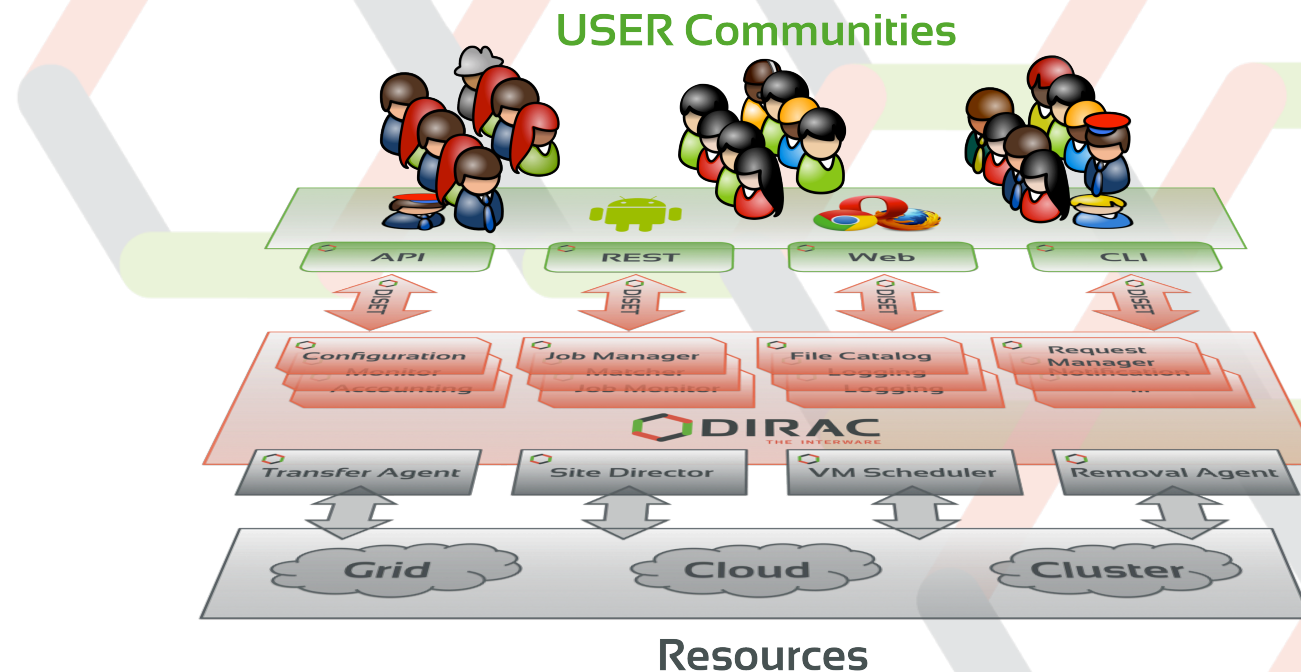 USER Communities
API
REST
Web
CLI
DISET
DISET
DISET
DISET
Configuration
Monitor
Accounting
Job Manager
Matcher
Job Monitor
File Catalog
Logging
Logging
Request
Manager
Notification
...
DIRAC
THE INTERWARE
Transfer Agent
Site Director
VM Scheduler
Removal Agent
Grid
Cloud
Cluster
Resources